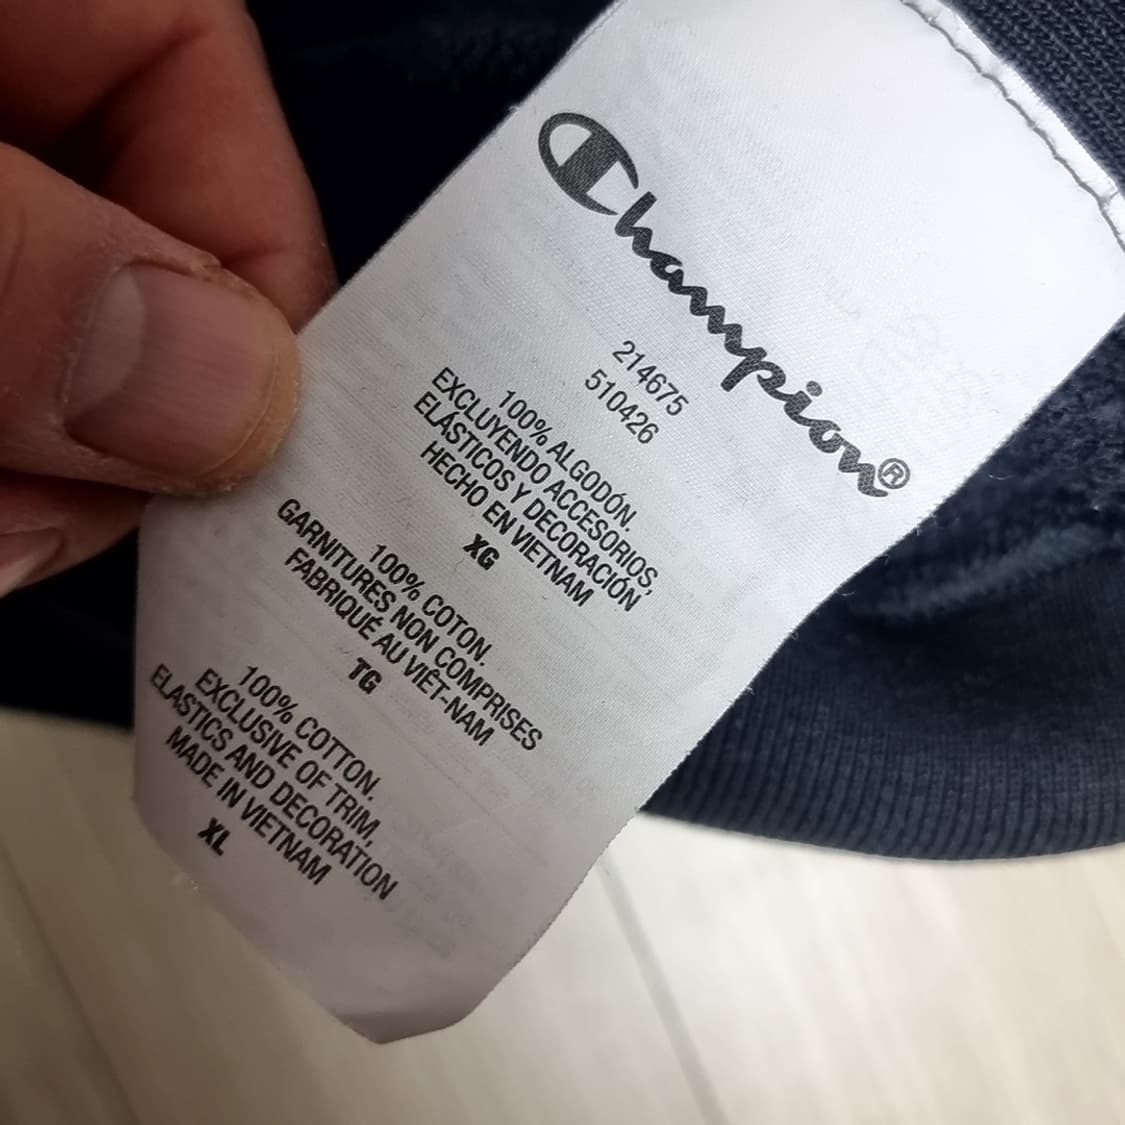 Champion®
214675
510426
100% ALGODÓN.
EXCLUYENDO ACCESORIOS,
ELÁSTICOS Y DECORACIÓN
HECHO EN VIETNAM
XG
100% COTON.
GARNITURES NON COMPRISES
FABRIQUÉ AU VIÊT-NAM
TG
100% COTTON.
EXCLUSIVE OF TRIM,
ELASTICS AND DECORATION
MADE IN VIETNAM
XL